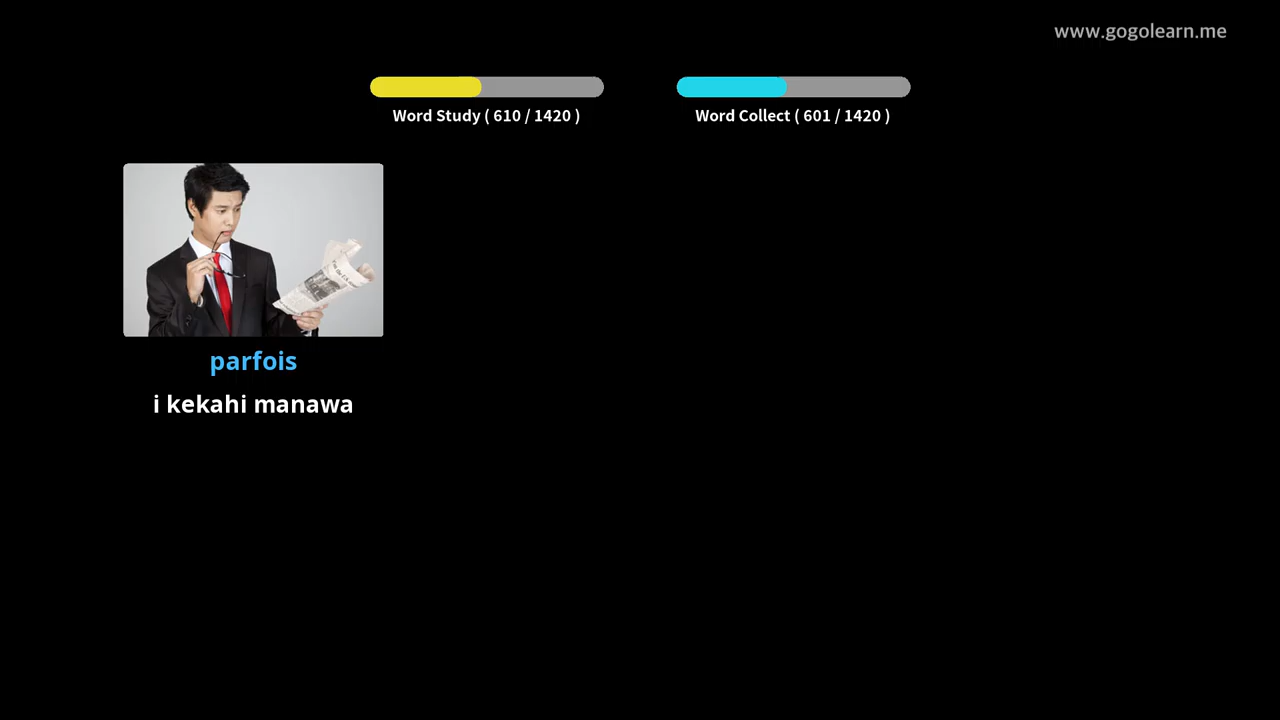 www.gogolearn.me
Word Study ( 610 / 1420 )
Word Collect ( 601 / 1420 )
parfois
i kekahi manawa